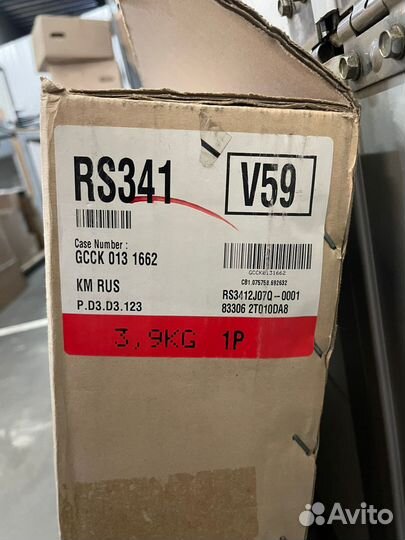 RS341
V59
Case Number :
GCCK 013 1662
GCCK0131662
CB1.075758.692632
KM RUS
RS3412J07Q-0001
P.D3.D3.123
83306 2T010DA8
3,9KG 1P
Avito